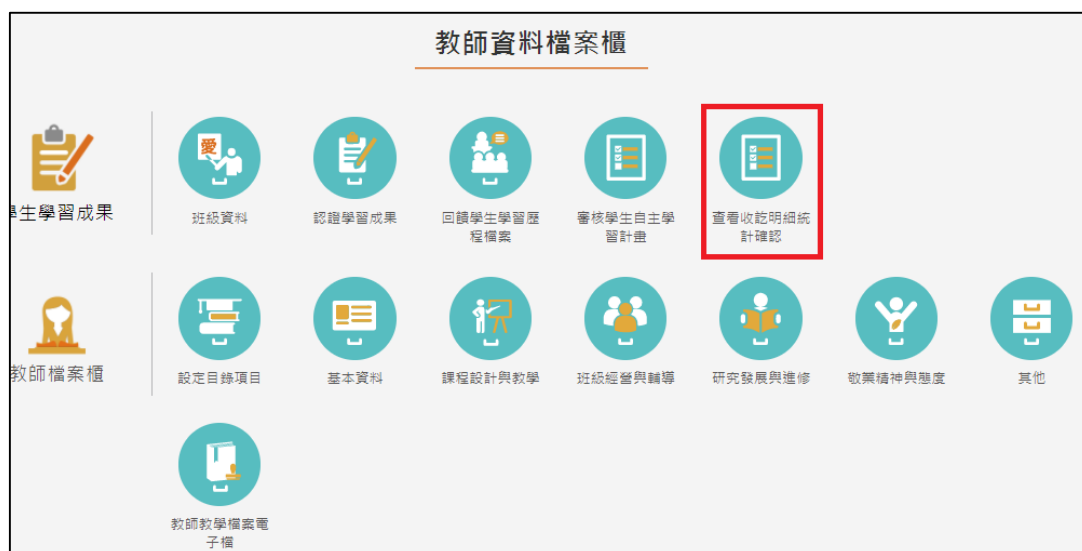 教師資料檔案櫃
愛
學生學習成果
班級資料
認證學習成果
回饋學生學習歷
程檔案
審核學生自主學
習計畫
查看收訖明細統
計確認
教師檔案櫃
設定目錄項目
基本資料
課程設計與教學
班級經營與輔導
研究發展與進修
敬業精神與態度
其他
教師教學檔案電
子檔